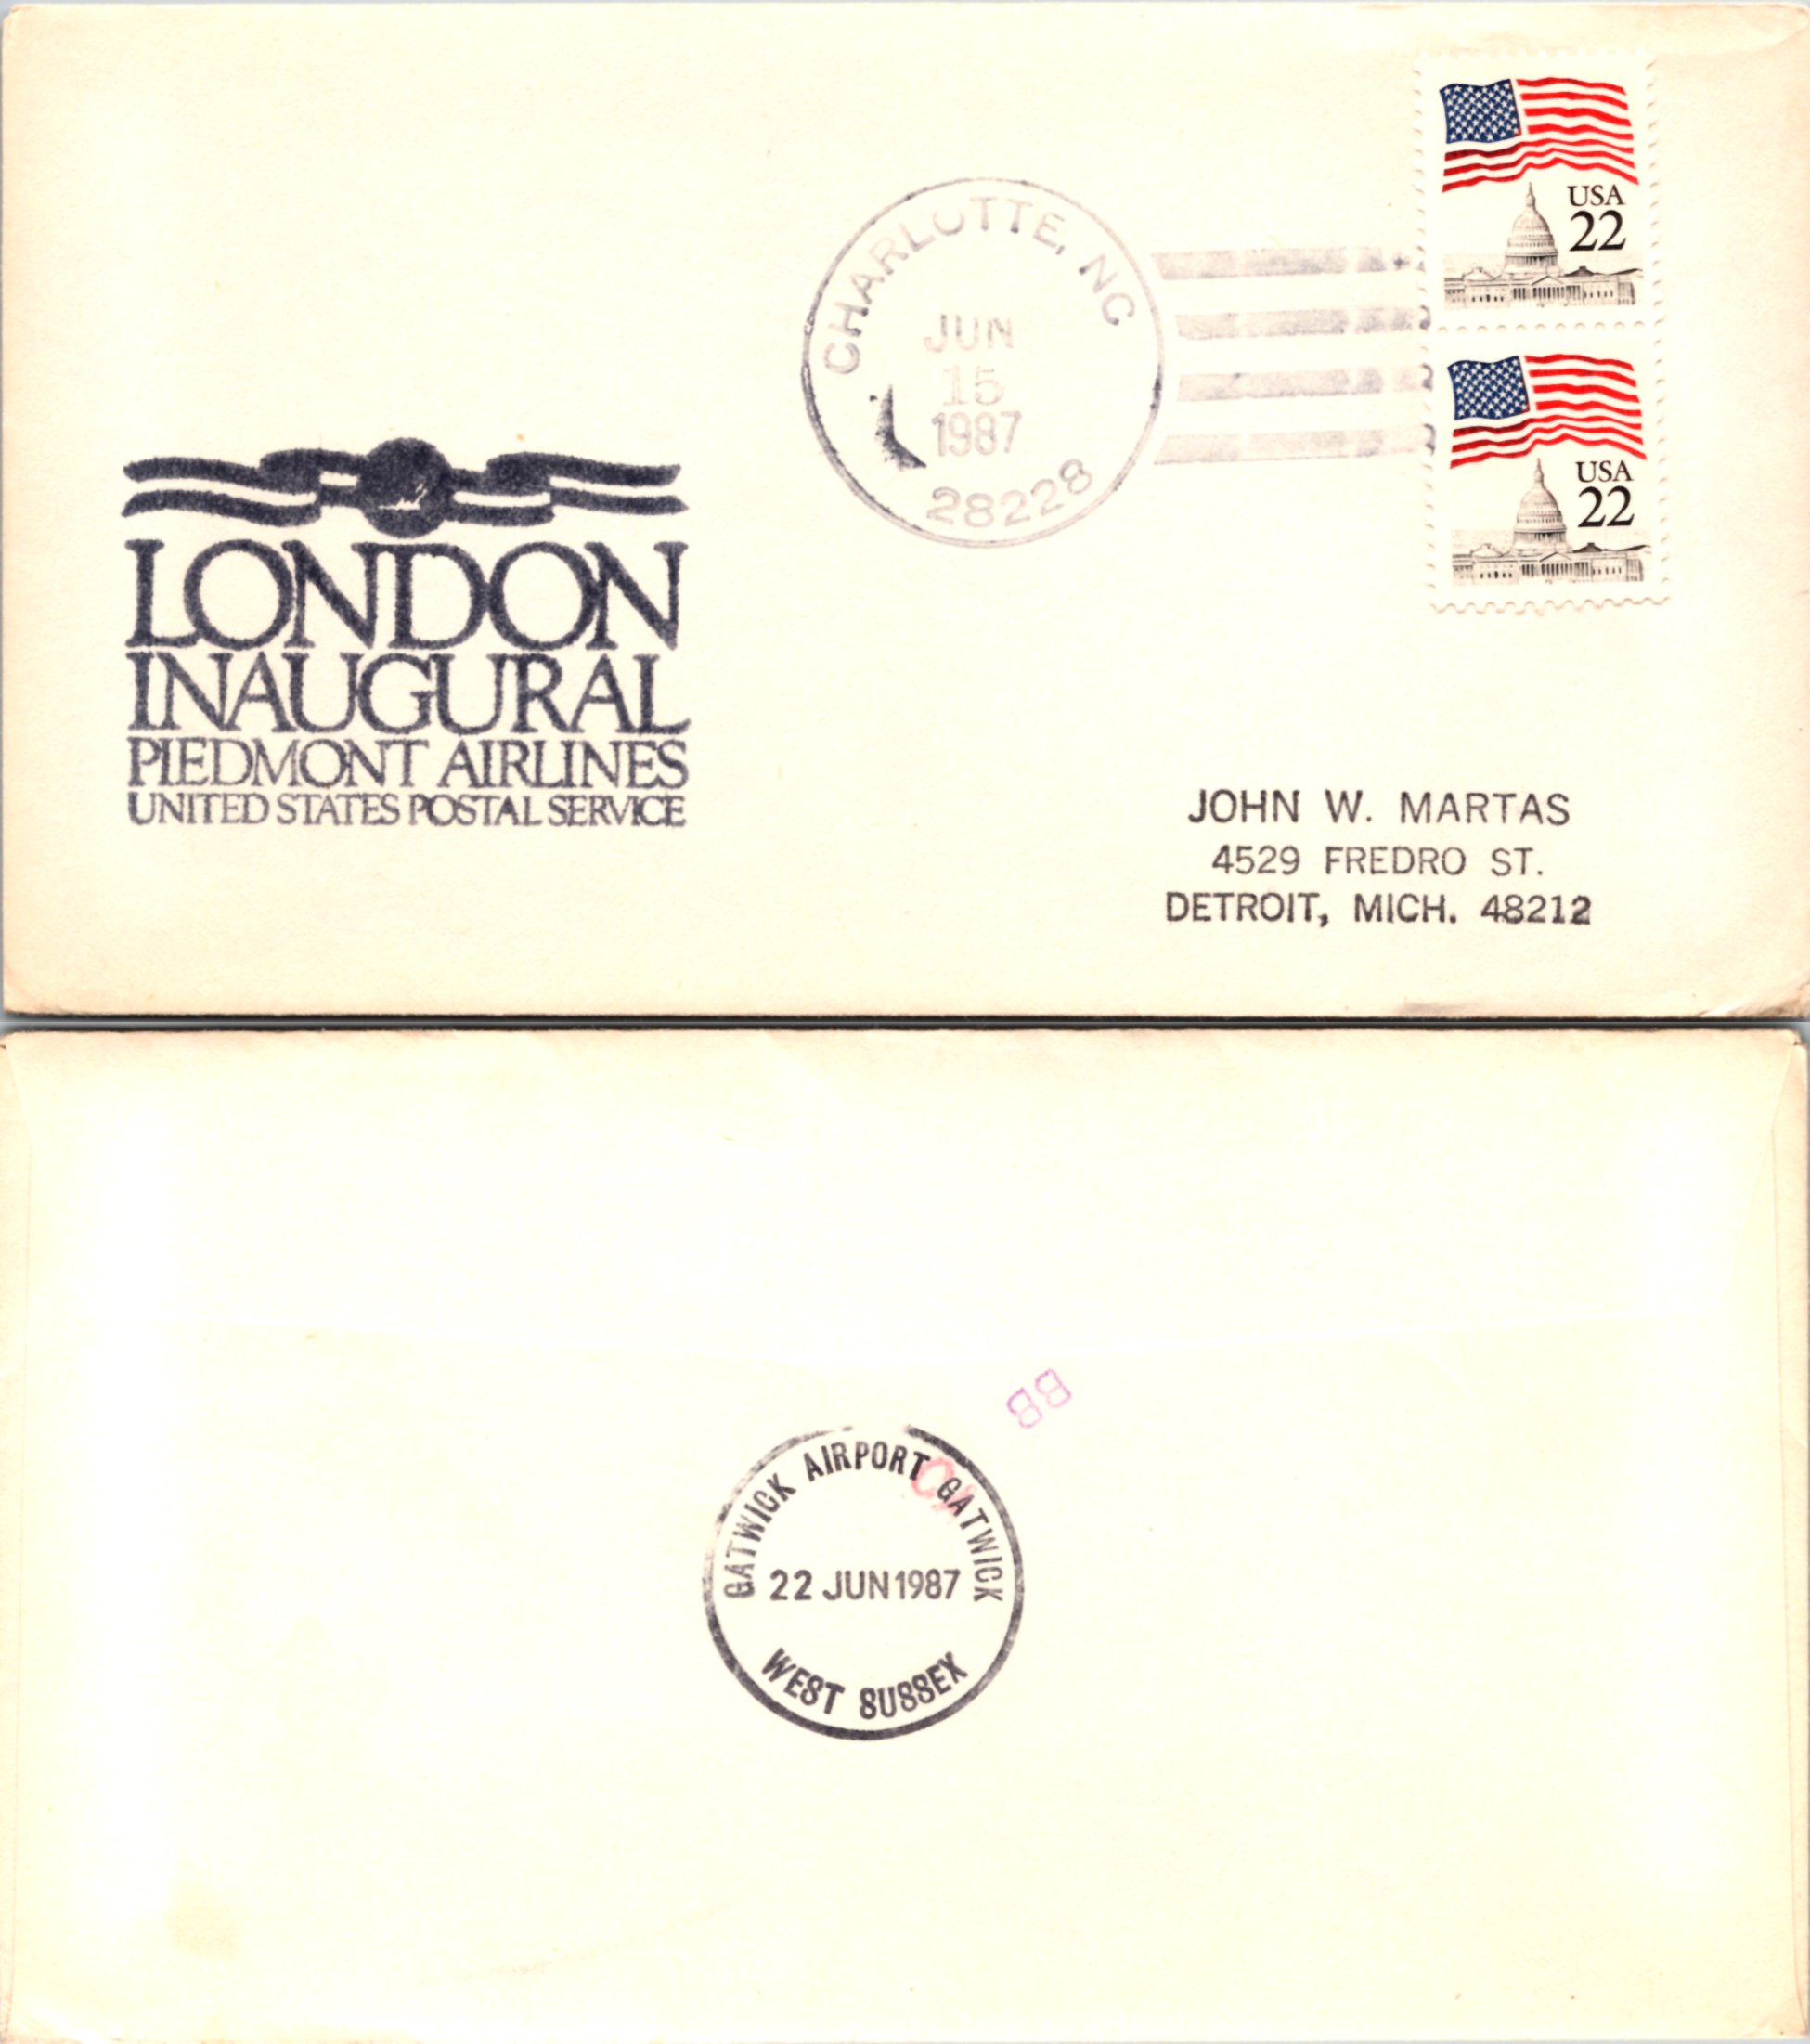 USA
22
USA
22
CHARLOTTE, NC
JUN
15
1987
28228
LONDON
INAUGURAL
PIEDMONT AIRLINES
UNITED STATES POSTAL SERVICE
JOHN W. MARTAS
4529 FREDRO ST.
DETROIT, MICH. 48212
88
GATWICK AIRPORT GATWICK
22 JUN 1987
WEST SUSSEX